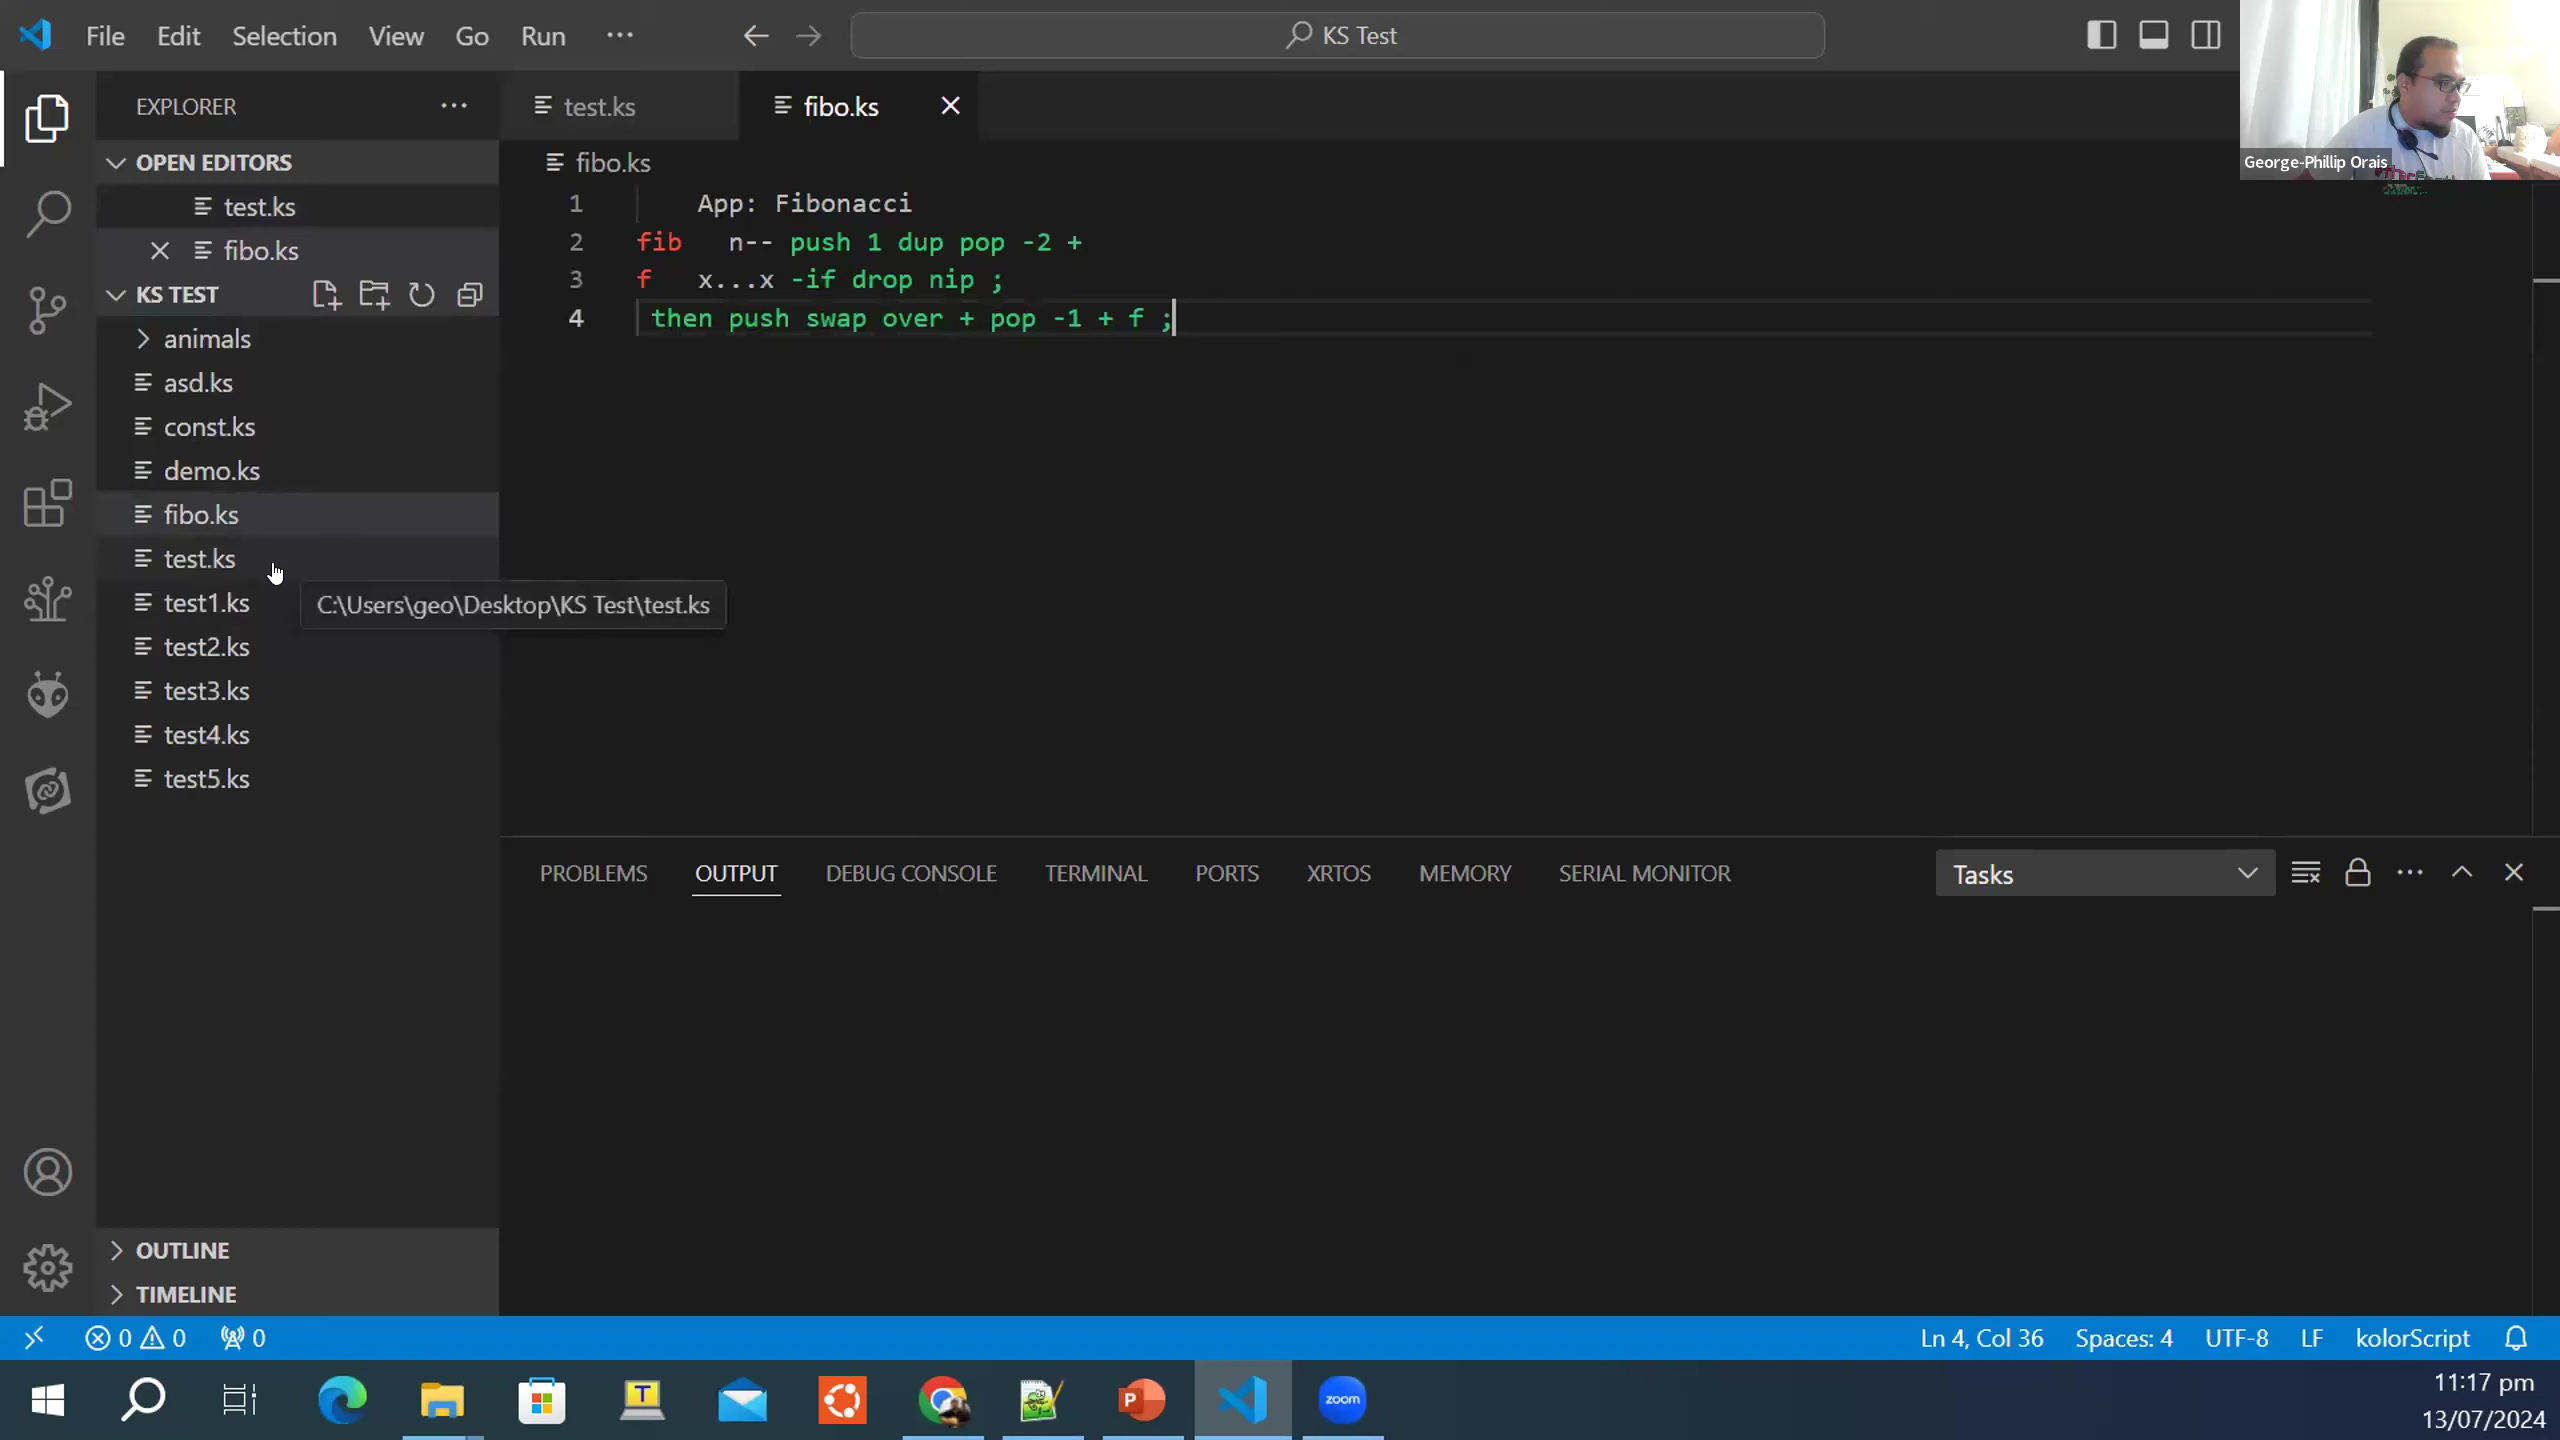 File Edit Selection View Go Run ···
KS Test
EXPLORER
OPEN EDITORS
test.ks
fibo.ks
KS TEST
animals
asd.ks
const.ks
demo.ks
fibo.ks
test.ks
test1.ks
test2.ks
test3.ks
test4.ks
test5.ks
OUTLINE
TIMELINE
test.ks fibo.ks
fibo.ks
1 App: Fibonacci
2 fib n-- push 1 dup pop -2 +
3 f x...x -if drop nip ;
4 then push swap over + pop -1 + f ;
C:\Users\geo\Desktop\KS Test\test.ks
PROBLEMS OUTPUT DEBUG CONSOLE TERMINAL PORTS XRTOS MEMORY SERIAL MONITOR
Tasks
George-Phillip Orais
0 0 0
Ln 4, Col 36 Spaces: 4 UTF-8 LF kolorScript
T
P
zoom
11:17 pm
13/07/2024